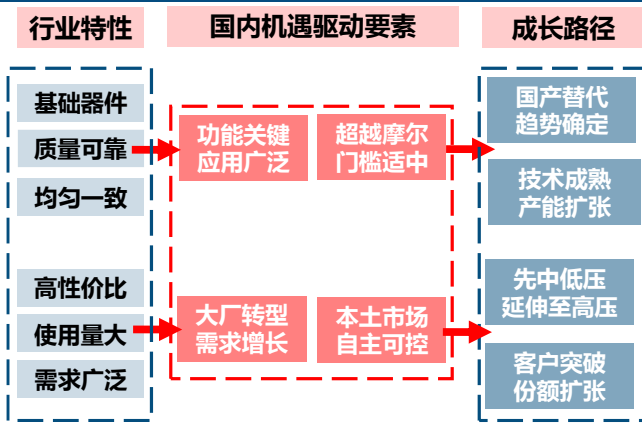 行业特性
国内机遇驱动要素
成长路径
基础器件
质量可靠
均匀一致
高性价比
使用量大
需求广泛
功能关键
应用广泛
超越摩尔
门槛适中
大厂转型
需求增长
本土市场
自主可控
国产替代
趋势确定
技术成熟
产能扩张
先中低压
延伸至高压
客户突破
份额扩张